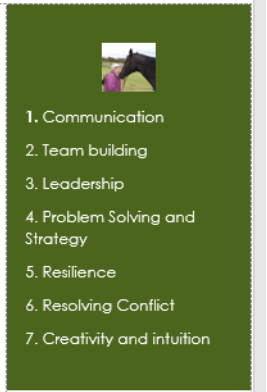 1. Communication
2. Team building
3. Leadership
4. Problem Solving and
Strategy
5. Resilience
6. Resolving Conflict
7. Creativity and intuition